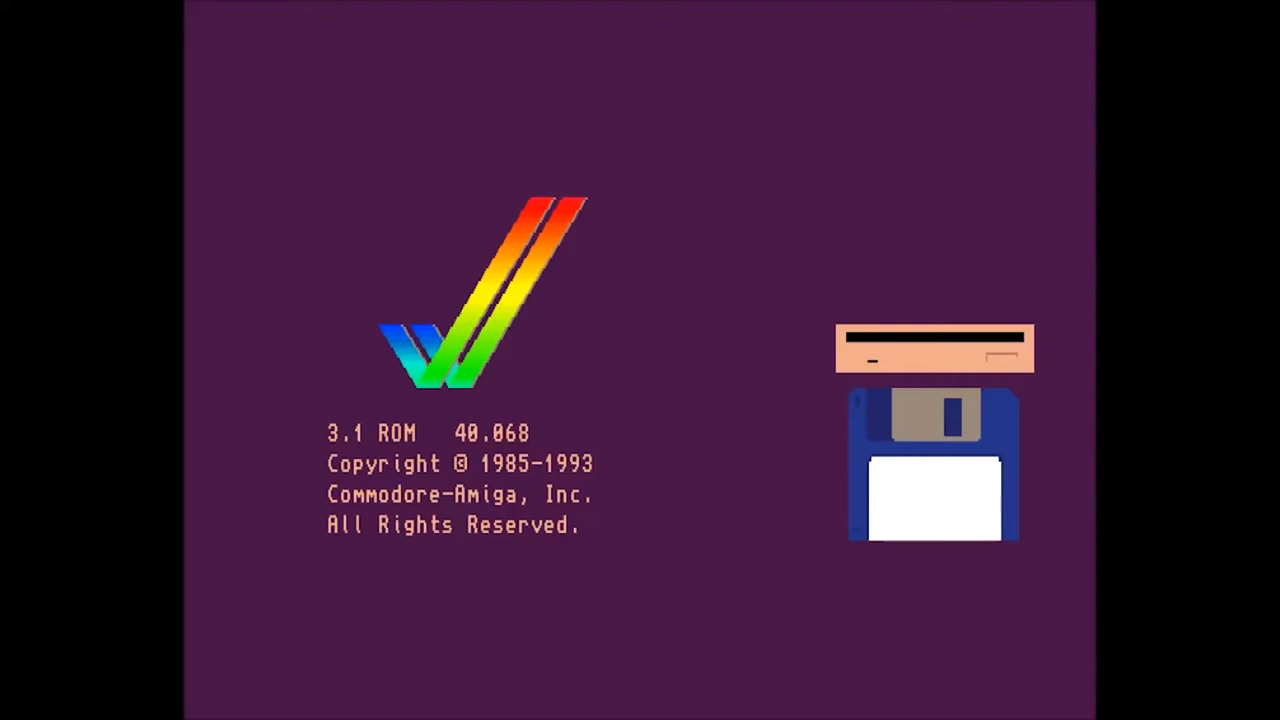 3.1 ROM   40.068
Copyright © 1985-1993
Commodore-Amiga, Inc.
All Rights Reserved.